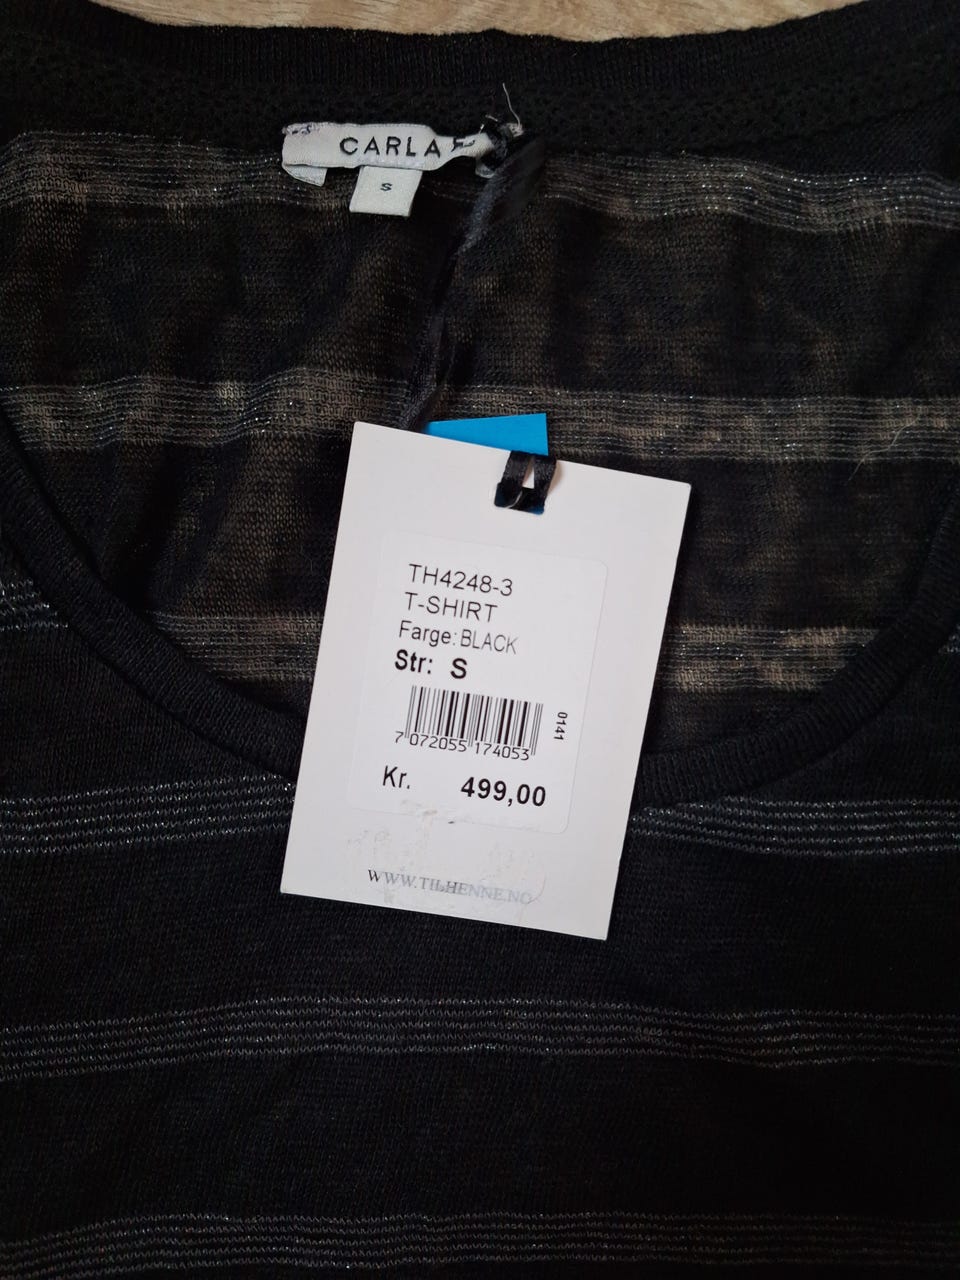 CARLA F
S
TH4248-3
T-SHIRT
Farge: BLACK
Str: S
0141
7 072055 174053
Kr. 499,00
WWW.TILHENNE.NO